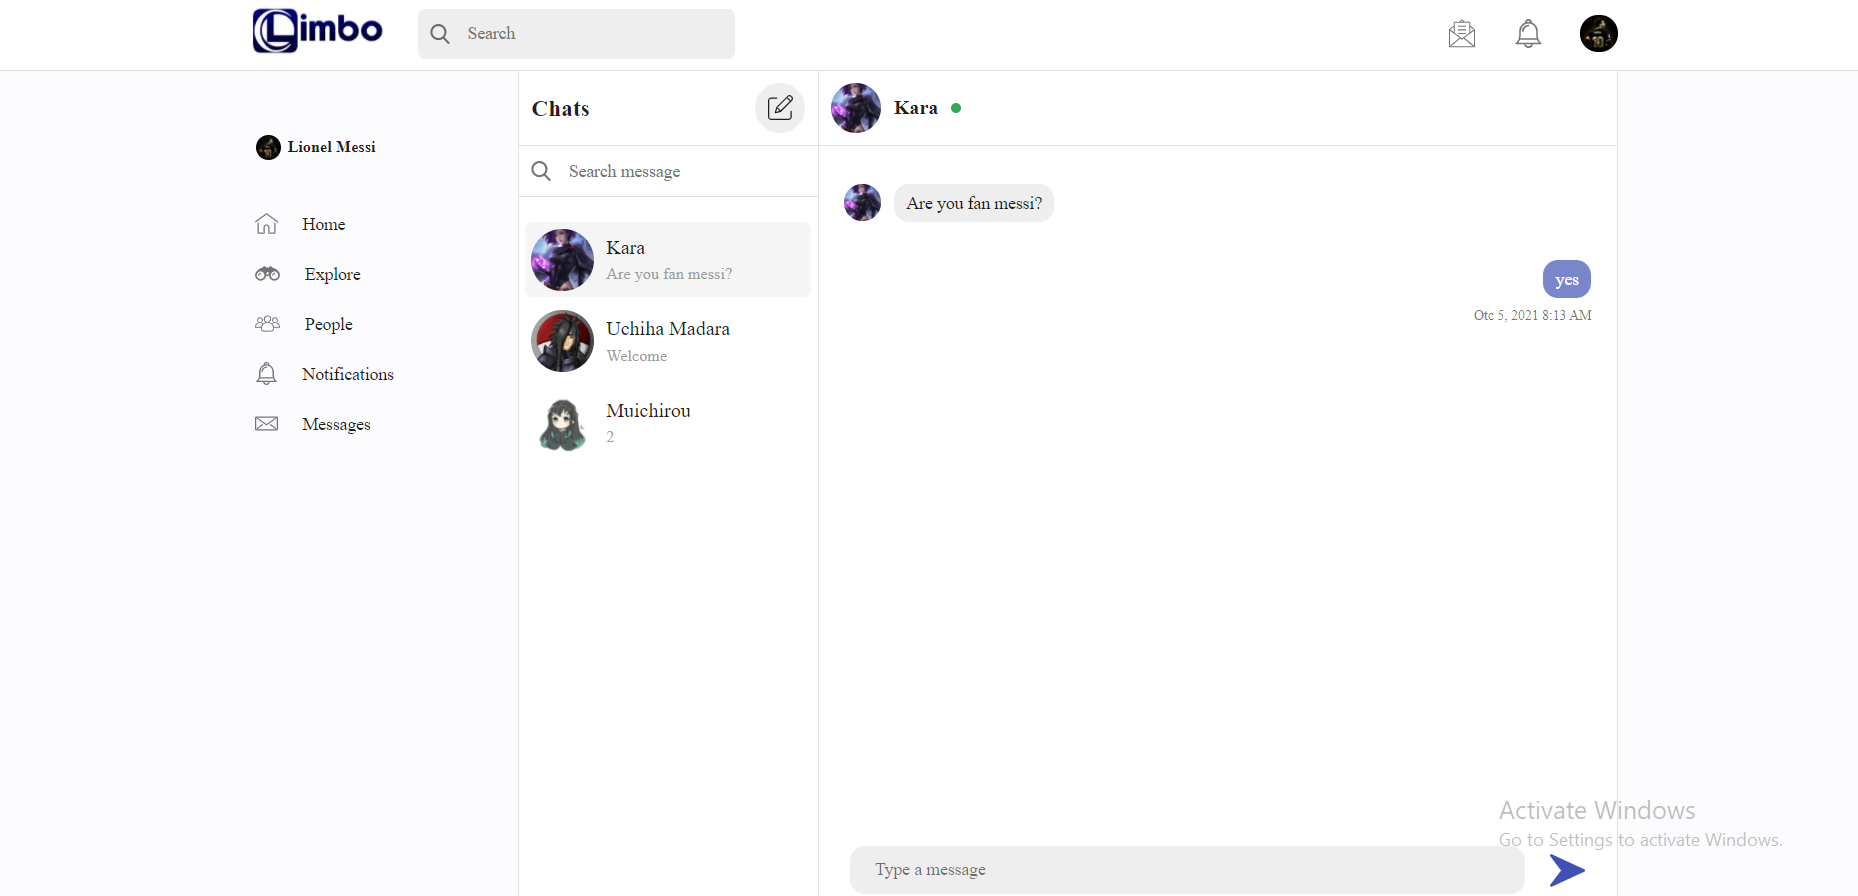 Limbo
Search
Lionel Messi
Home
Explore
People
Notifications
Messages
Chats
Search message
Kara
Are you fan messi?
Uchiha Madara
Welcome
Muichirou
2
Kara
Are you fan messi?
yes
Otc 5, 2021 8:13 AM
Activate Windows
Go to Settings to activate Windows.
Type a message